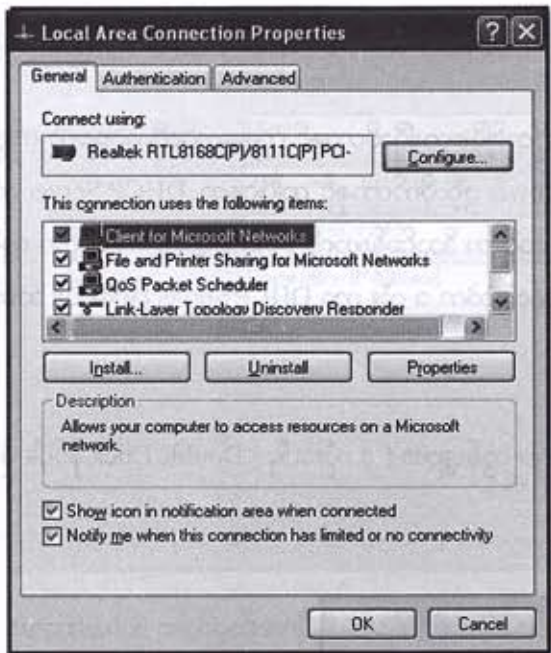 Local Area Connection Properties
General Authentication Advanced
Connect using:
Realtek RTL8168C(P)/8111C(P) PCI- Configure...
This connection uses the following items:
Client for Microsoft Networks
File and Printer Sharing for Microsoft Networks
QoS Packet Scheduler
Link-Layer Topology Discovery Responder
Install... Uninstall Properties
Description
Allows your computer to access resources on a Microsoft
network.
Show icon in notification area when connected
Notify me when this connection has limited or no connectivity
OK Cancel